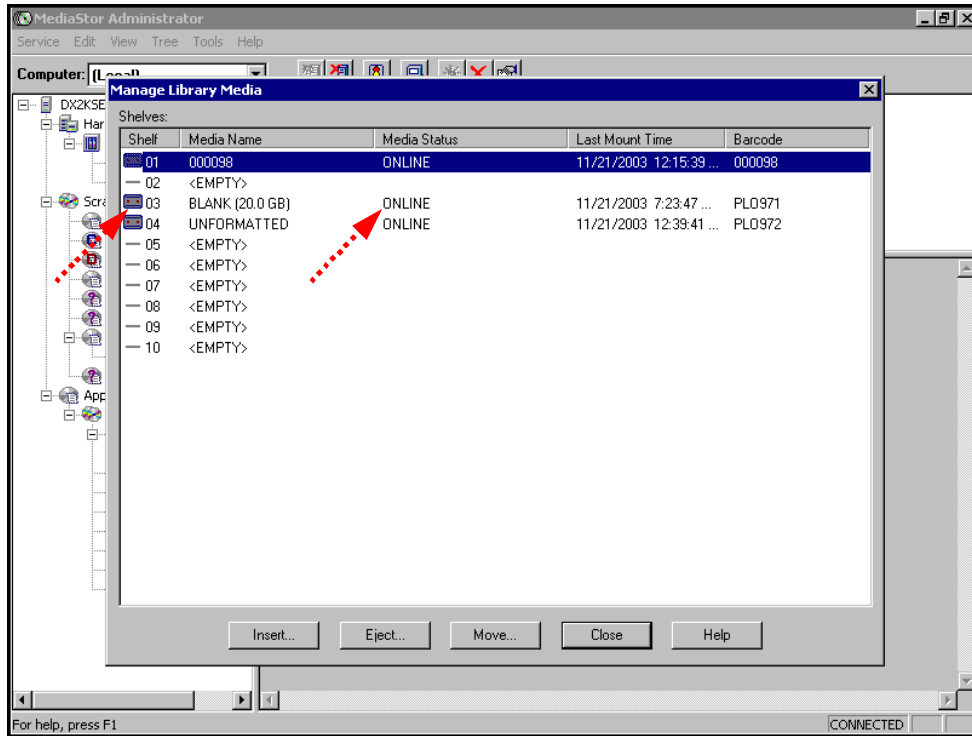 MediaStor Administrator
Service Edit View Tree Tools Help
Computer: (Local)
Manage Library Media
DX2KSE
Shelves:
Har
Shelf Media Name Media Status Last Mount Time Barcode
01 000098 ONLINE 11/21/2003 12:15:39 ... 000098
02 <EMPTY>
Scra
03 BLANK (20.0 GB) ONLINE 11/21/2003 7:23:47 ... PLO971
04 UNFORMATTED ONLINE 11/21/2003 12:39:41 ... PLO972
05 <EMPTY>
06 <EMPTY>
07 <EMPTY>
08 <EMPTY>
09 <EMPTY>
10 <EMPTY>
App
Insert... Eject... Move... Close Help
For help, press F1 CONNECTED